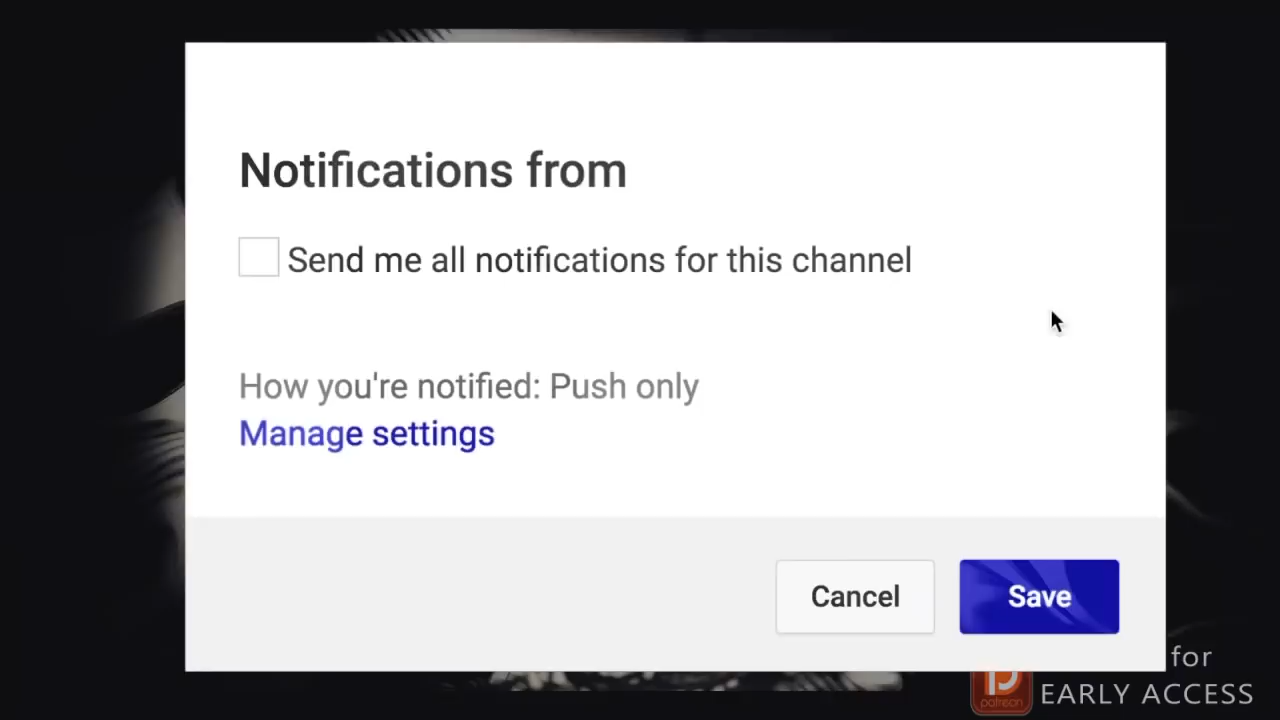 Notifications from
Send me all notifications for this channel
How you're notified: Push only
Manage settings
Cancel
Save
for
patreon
EARLY ACCESS